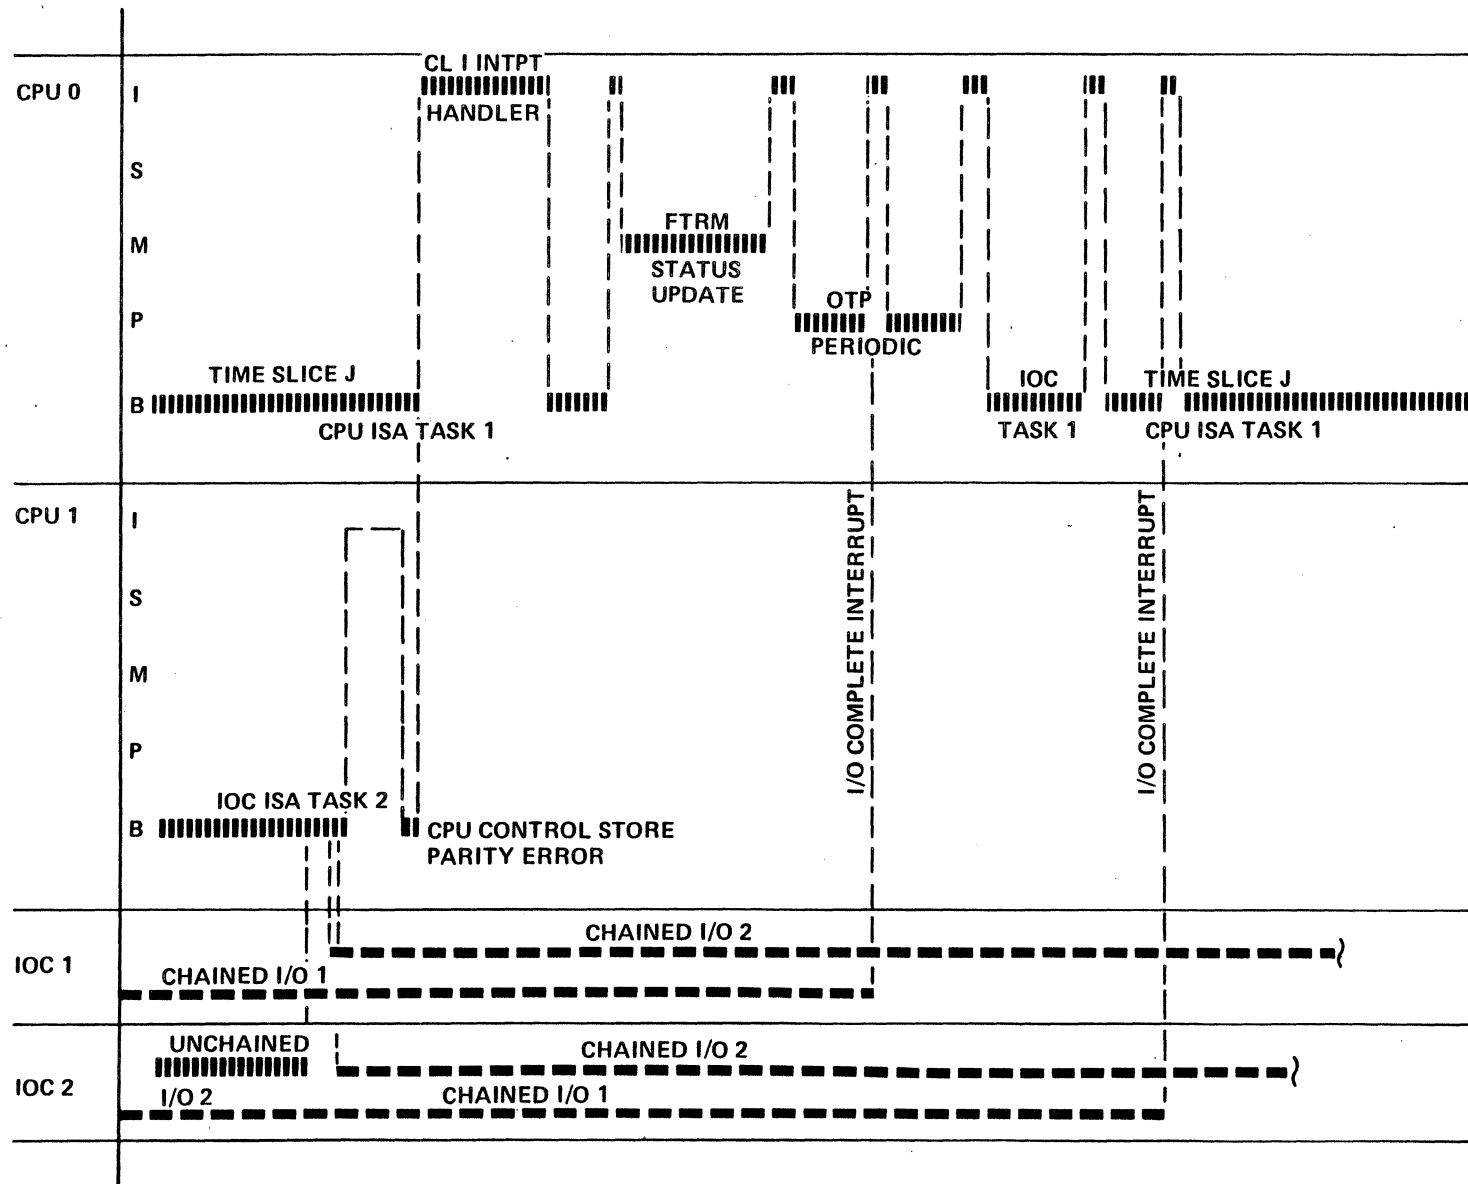 CL I INTPT
CPU 0
I
HANDLER
S
M
FTRM
STATUS
UPDATE
P
OTP
PERIODIC
TIME SLICE J
IOC
TIME SLICE J
B
CPU ISA TASK 1
TASK 1
CPU ISA TASK 1
CPU 1
I
S
M
P
I/O COMPLETE INTERRUPT
I/O COMPLETE INTERRUPT
IOC ISA TASK 2
B
CPU CONTROL STORE
PARITY ERROR
CHAINED I/O 2
IOC 1
CHAINED I/O 1
UNCHAINED
CHAINED I/O 2
IOC 2
I/O 2
CHAINED I/O 1